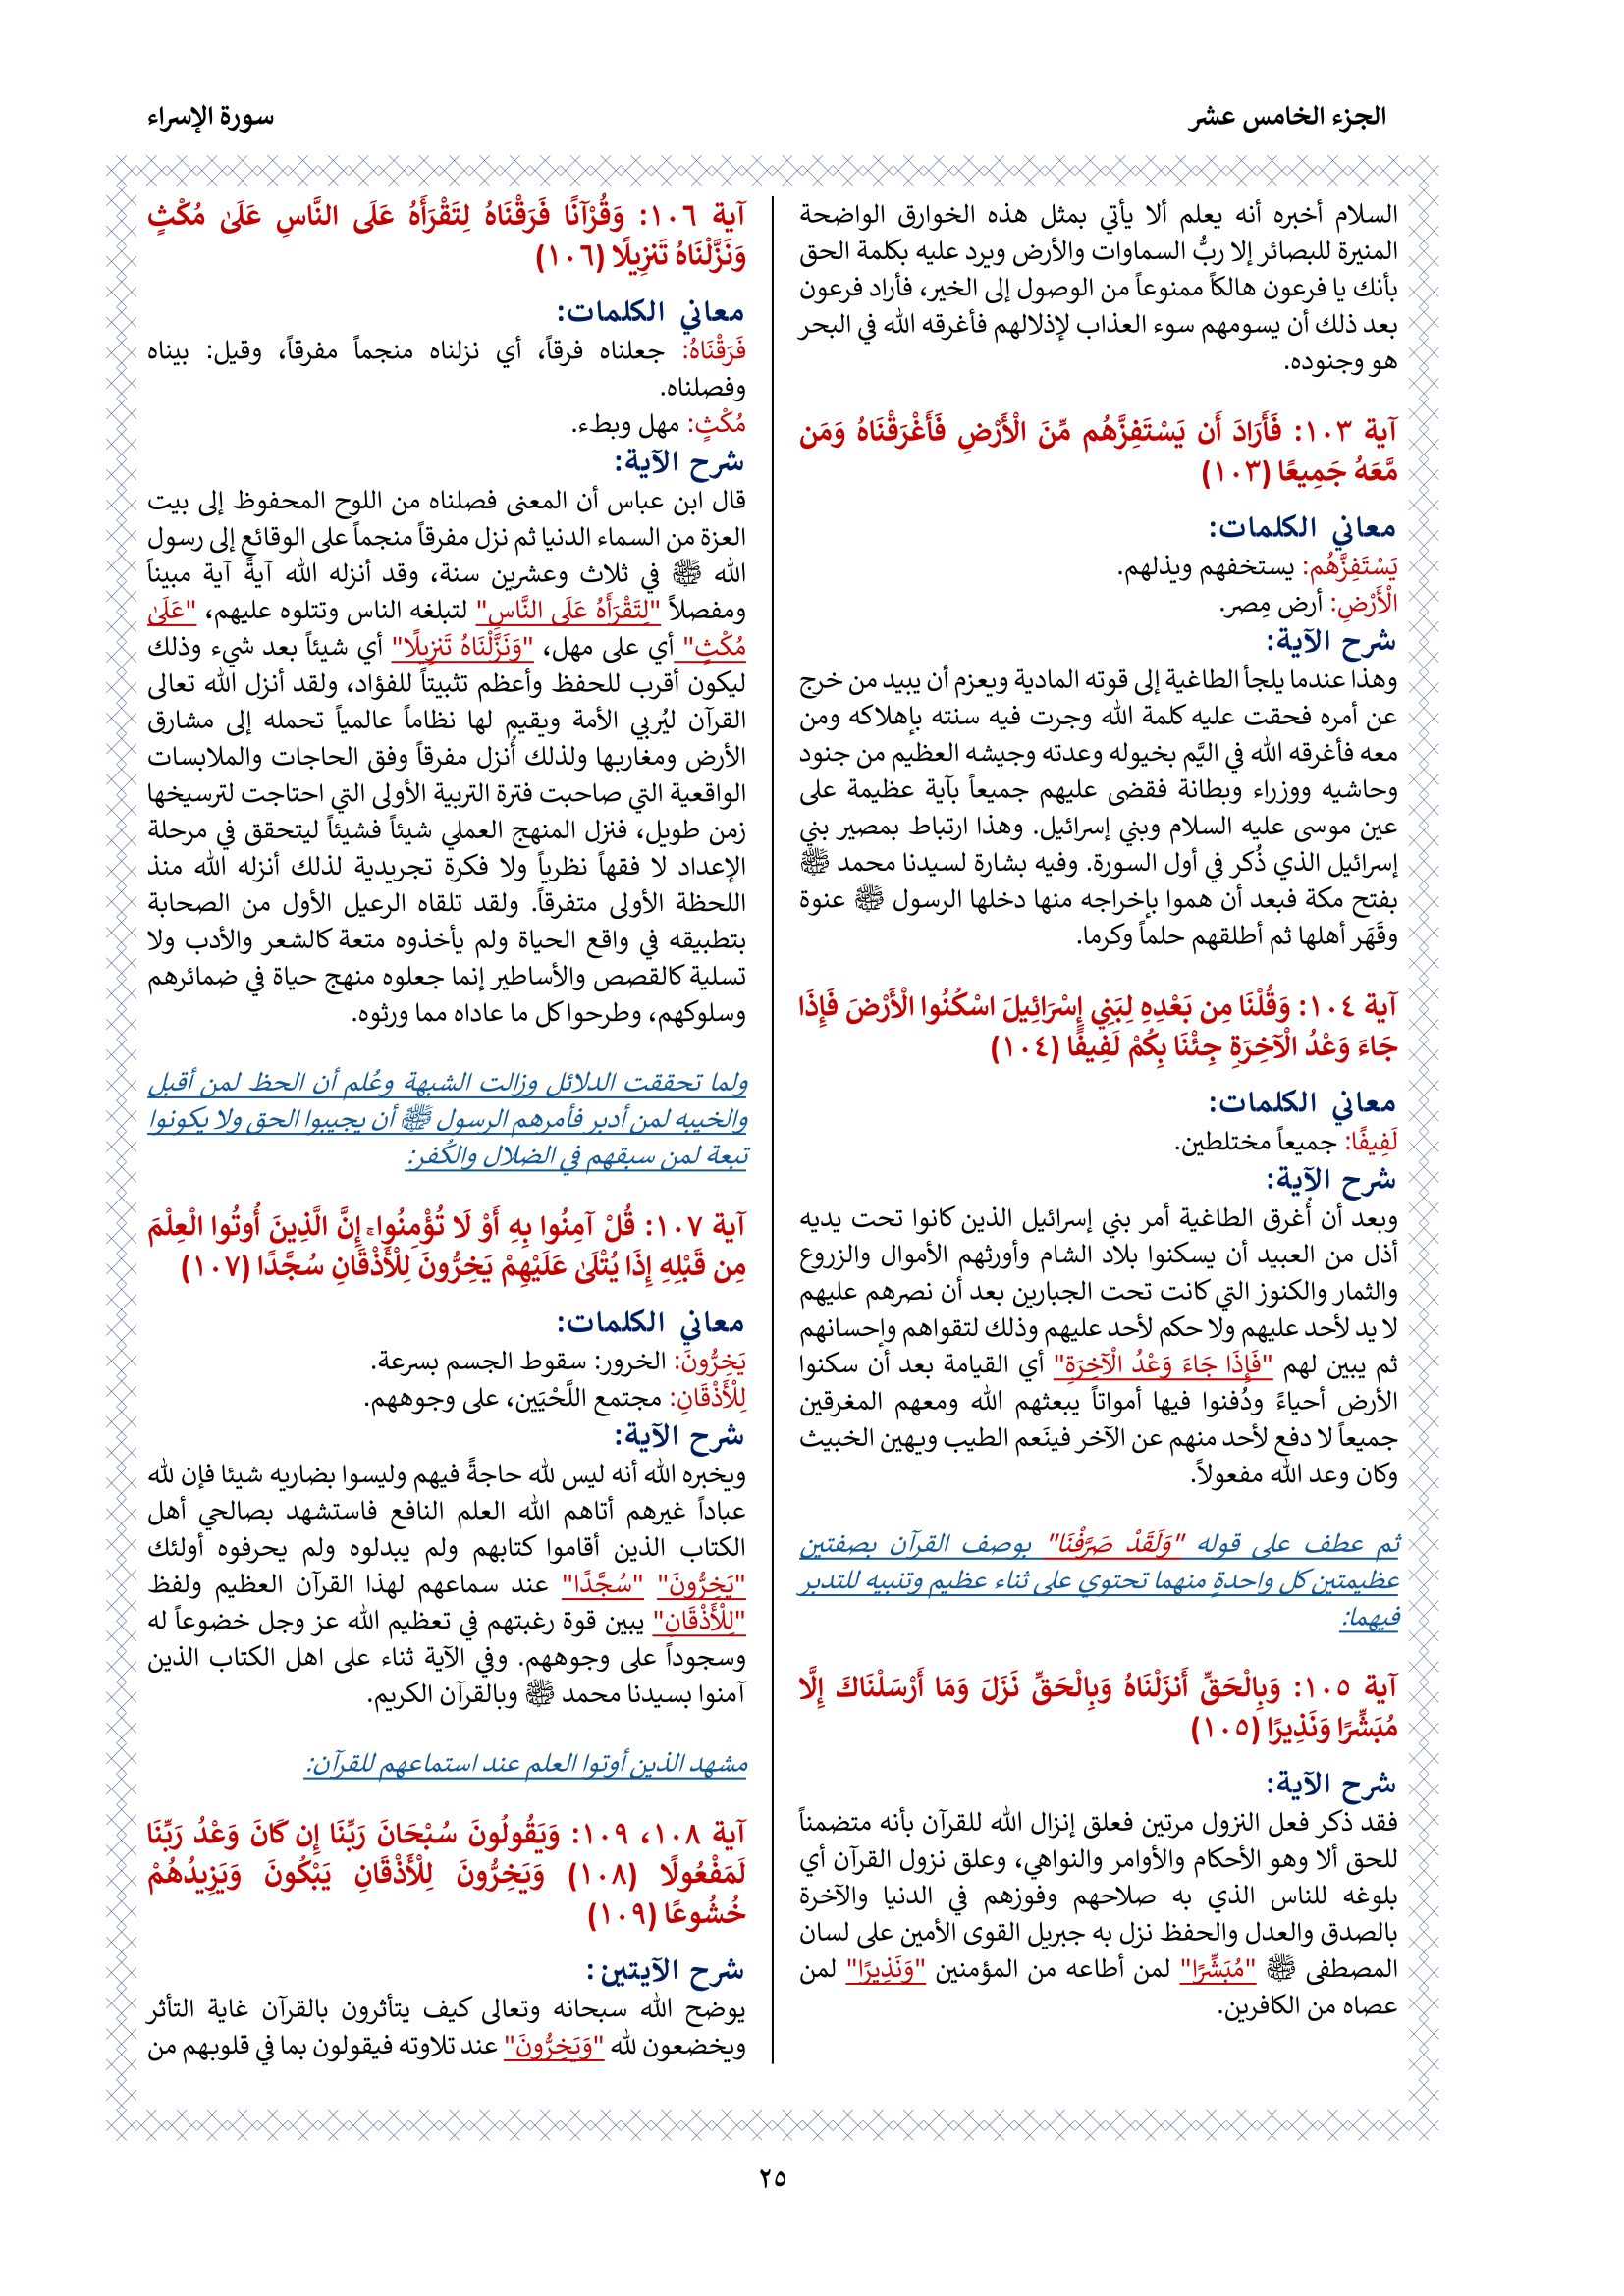 الجزء الخامس عشر
سورة الإسراء
السلام أخبره أنه يعلم ألا يأتي بمثل هذه الخوارق الواضحة
المنيرة للبصائر إلا ربُّ السماوات والأرض ويرد عليه بكلمة الحق
بأنك يا فرعون هالكاً ممنوعاً من الوصول إلى الخير، فأراد فرعون
بعد ذلك أن يسومهم سوء العذاب لإذلالهم فأغرقه الله في البحر
هو وجنوده.
آية ١٠٣: فَأَرَادَ أَن يَسْتَفِزَّهُم مِّنَ الْأَرْضِ فَأَغْرَقْنَاهُ وَمَن
مَّعَهُ جَمِيعًا (١٠٣)
معاني الكلمات:
يَسْتَفِزَّهُم: يستخفهم ويذلهم.
الْأَرْضِ: أرض مِصر.
شرح الآية:
وهذا عندما يلجأ الطاغية إلى قوته المادية ويعزم أن يبيد من خرج
عن أمره فحقت عليه كلمة الله وجرت فيه سنته بإهلاكه ومن
معه فأغرقه الله في اليَّم بخيوله وعدته وجيشه العظيم من جنود
وحاشيه ووزراء وبطانة فقضى عليهم جميعاً بآية عظيمة على
عين موسى عليه السلام وبني إسرائيل. وهذا ارتباط بمصير بني
إسرائيل الذي ذُكر في أول السورة. وفيه بشارة لسيدنا محمد ﷺ
بفتح مكة فبعد أن هموا بإخراجه منها دخلها الرسول ﷺ عنوة
وقَهَر أهلها ثم أطلقهم حلماً وكرما.
آية ١٠٤: وَقُلْنَا مِن بَعْدِهِ لِبَنِي إِسْرَائِيلَ اسْكُنُوا الْأَرْضَ فَإِذَا
جَاءَ وَعْدُ الْآخِرَةِ جِئْنَا بِكُمْ لَفِيفًا (١٠٤)
معاني الكلمات:
لَفِيفًا: جميعاً مختلطين.
شرح الآية:
وبعد أن أُغرق الطاغية أمر بني إسرائيل الذين كانوا تحت يديه
أذل من العبيد أن يسكنوا بلاد الشام وأورثهم الأموال والزروع
والثمار والكنوز التي كانت تحت الجبارين بعد أن نصرهم عليهم
لا يد لأحد عليهم ولا حكم لأحد عليهم وذلك لتقواهم وإحسانهم
ثم يبين لهم "فَإِذَا جَاءَ وَعْدُ الْآخِرَةِ" أي القيامة بعد أن سكنوا
الأرض أحياءً ودُفنوا فيها أمواتاً يبعثهم الله ومعهم المغرقين
جميعاً لا دفع لأحد منهم عن الآخر فينَعم الطيب ويهين الخبيث
وكان وعد الله مفعولاً.
ثم عطف على قوله "وَلَقَدْ صَرَّفْنَا" بوصف القرآن بصفتين
عظيمتين كل واحدةٍ منهما تحتوي على ثناء عظيم وتنبيه للتدبر
فيهما:
آية ١٠٥: وَبِالْحَقِّ أَنزَلْنَاهُ وَبِالْحَقِّ نَزَلَ وَمَا أَرْسَلْنَاكَ إِلَّا
مُبَشِّرًا وَنَذِيرًا (١٠٥)
شرح الآية:
فقد ذكر فعل النزول مرتين فعلق إنزال الله للقرآن بأنه متضمناً
للحق ألا وهو الأحكام والأوامر والنواهي، وعلق نزول القرآن أي
بلوغه للناس الذي به صلاحهم وفوزهم في الدنيا والآخرة
بالصدق والعدل والحفظ نزل به جبريل القوى الأمين على لسان
المصطفى ﷺ "مُبَشِّرًا" لمن أطاعه من المؤمنين "وَنَذِيرًا" لمن
عصاه من الكافرين.
آية ١٠٦: وَقُرْآنًا فَرَقْنَاهُ لِتَقْرَأَهُ عَلَى النَّاسِ عَلَىٰ مُكْثٍ
وَنَزَّلْنَاهُ تَنزِيلًا (١٠٦)
معاني الكلمات:
فَرَقْنَاهُ: جعلناه فرقاً، أي نزلناه منجماً مفرقاً، وقيل: بيناه
وفصلناه.
مُكْثٍ: مهل وبطء.
شرح الآية:
قال ابن عباس أن المعنى فصلناه من اللوح المحفوظ إلى بيت
العزة من السماء الدنيا ثم نزل مفرقاً منجماً على الوقائع إلى رسول
الله ﷺ في ثلاث وعشرين سنة، وقد أنزله الله آيةً آية مبيناً
ومفصلاً "لِتَقْرَأَهُ عَلَى النَّاسِ" لتبلغه الناس وتتلوه عليهم، "عَلَىٰ
مُكْثٍ" أي على مهل، "وَنَزَّلْنَاهُ تَنزِيلًا" أي شيئاً بعد شيء وذلك
ليكون أقرب للحفظ وأعظم تثبيتاً للفؤاد، ولقد أنزل الله تعالى
القرآن ليُربي الأمة ويقيم لها نظاماً عالمياً تحمله إلى مشارق
الأرض ومغاربها ولذلك أُنزل مفرقاً وفق الحاجات والملابسات
الواقعية التي صاحبت فترة التربية الأولى التي احتاجت لترسيخها
زمن طويل، فنزل المنهج العملي شيئاً فشيئاً ليتحقق في مرحلة
الإعداد لا فقهاً نظرياً ولا فكرة تجريدية لذلك أنزله الله منذ
اللحظة الأولى متفرقاً. ولقد تلقاه الرعيل الأول من الصحابة
بتطبيقه في واقع الحياة ولم يأخذوه متعة كالشعر والأدب ولا
تسلية كالقصص والأساطير إنما جعلوه منهج حياة في ضمائرهم
وسلوكهم، وطرحوا كل ما عاداه مما ورثوه.
ولما تحققت الدلائل وزالت الشبهة وعُلم أن الحظ لمن أقبل
والخيبه لمن أدبر فأمرهم الرسول ﷺ أن يجيبوا الحق ولا يكونوا
تبعة لمن سبقهم في الضلال والكُفر:
آية ١٠٧: قُلْ آمِنُوا بِهِ أَوْ لَا تُؤْمِنُوا ۚ إِنَّ الَّذِينَ أُوتُوا الْعِلْمَ
مِن قَبْلِهِ إِذَا يُتْلَىٰ عَلَيْهِمْ يَخِرُّونَ لِلْأَذْقَانِ سُجَّدًا (١٠٧)
معاني الكلمات:
يَخِرُّونَ: الخرور: سقوط الجسم بسرعة.
لِلْأَذْقَانِ: مجتمع اللَّحْيَين، على وجوههم.
شرح الآية:
ويخبره الله أنه ليس لله حاجةً فيهم وليسوا بضاريه شيئا فإن لله
عباداً غيرهم أتاهم الله العلم النافع فاستشهد بصالحي أهل
الكتاب الذين أقاموا كتابهم ولم يبدلوه ولم يحرفوه أولئك
"يَخِرُّونَ" "سُجَّدًا" عند سماعهم لهذا القرآن العظيم ولفظ
"لِلْأَذْقَانِ" يبين قوة رغبتهم في تعظيم الله عز وجل خضوعاً له
وسجوداً على وجوههم. وفي الآية ثناء على اهل الكتاب الذين
آمنوا بسيدنا محمد ﷺ وبالقرآن الكريم.
مشهد الذين أوتوا العلم عند استماعهم للقرآن:
آية ١٠٨، ١٠٩: وَيَقُولُونَ سُبْحَانَ رَبِّنَا إِن كَانَ وَعْدُ رَبِّنَا
لَمَفْعُولًا (١٠٨) وَيَخِرُّونَ لِلْأَذْقَانِ يَبْكُونَ وَيَزِيدُهُمْ
خُشُوعًا (١٠٩)
شرح الآيتين:
يوضح الله سبحانه وتعالى كيف يتأثرون بالقرآن غاية التأثر
ويخضعون لله "وَيَخِرُّونَ" عند تلاوته فيقولون بما في قلوبهم من
٢٥